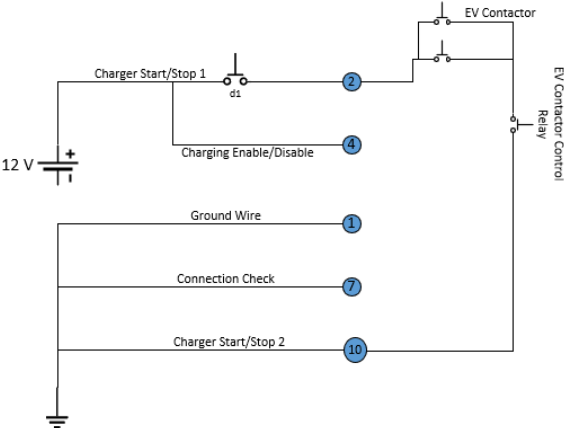 EV Contactor
Charger Start/Stop 1
d1
2
EV Contactor Control
Relay
4
Charging Enable/Disable
12 V
+
-
Ground Wire
1
Connection Check
7
Charger Start/Stop 2
10